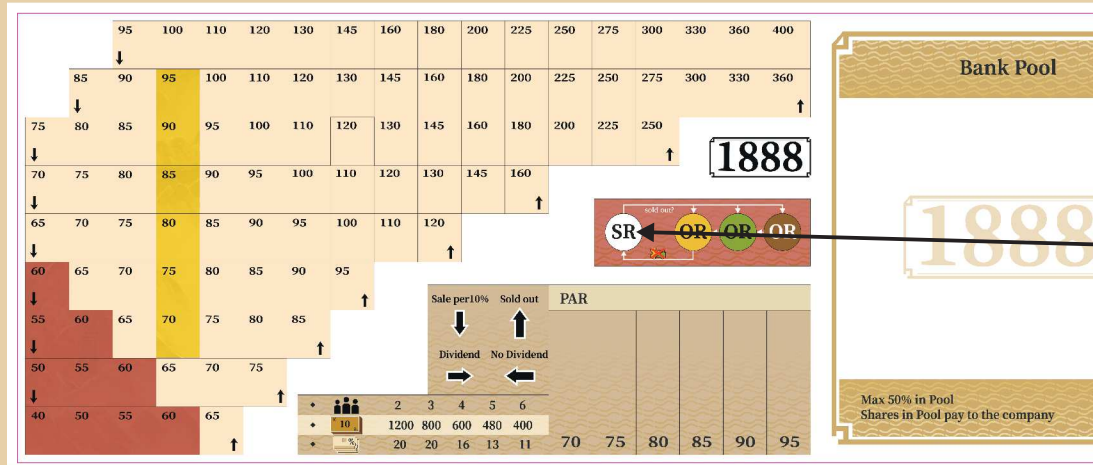 95 100 110 120 130 145 160 180 200 225 250 275 300 330 360 400
85 90 95 100 110 120 130 145 160 180 200 225 250 275 300 330 360
75 80 85 90 95 100 110 120 130 145 160 180 200 225 250
70 75 80 85 90 95 100 110 120 130 145 160
65 70 75 80 85 90 95 100 110 120
60 65 70 75 80 85 90 95
55 60 65 70 75 80 85
50 55 60 65 70 75
40 50 55 60 65
1888
sold out?
SR OR OR OR
Sale per10% Sold out
Dividend No Dividend
PAR
70 75 80 85 90 95
2 3 4 5 6
10 1200 800 600 480 400
% 20 20 16 13 11
Bank Pool
1888
Max 50% in Pool
Shares in Pool pay to the company